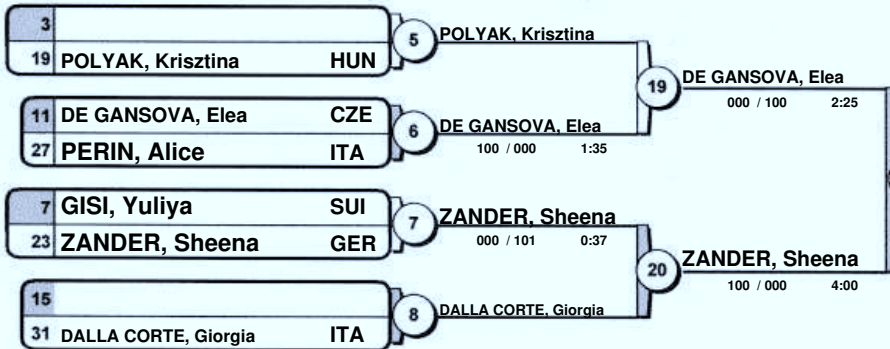 3
19 POLYAK, Krisztina HUN
5 POLYAK, Krisztina
11 DE GANSOVA, Elea CZE
27 PERIN, Alice ITA
6 DE GANSOVA, Elea
100 / 000 1:35
19 DE GANSOVA, Elea
000 / 100 2:25
7 GISI, Yuliya SUI
23 ZANDER, Sheena GER
7 ZANDER, Sheena
000 / 101 0:37
15
31 DALLA CORTE, Giorgia ITA
8 DALLA CORTE, Giorgia
20 ZANDER, Sheena
100 / 000 4:00